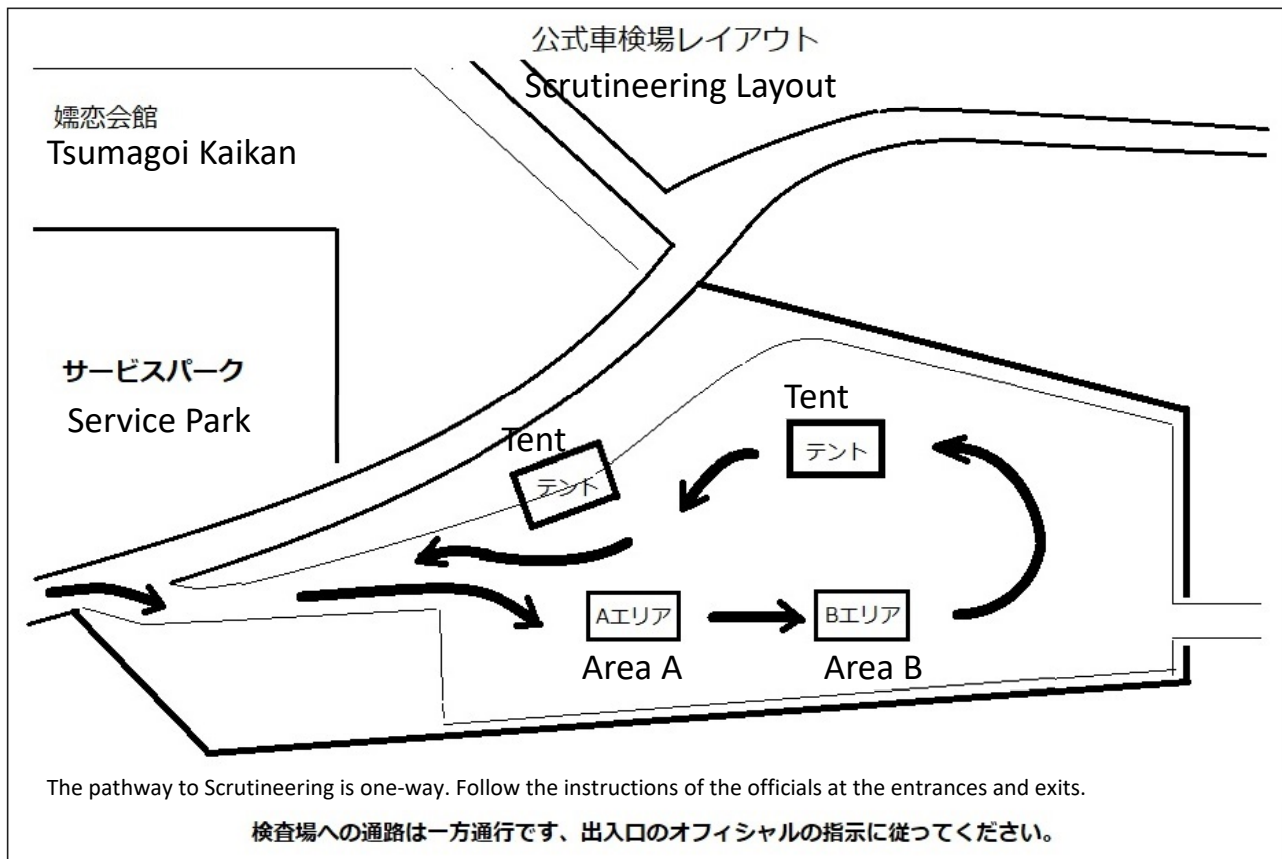 公式車検場レイアウト
Scrutineering Layout
嬬恋会館
Tsumagoi Kaikan
サービスパーク
Service Park
Tent
テント
Tent
テント
Aエリア
Area A
Bエリア
Area B
The pathway to Scrutineering is one-way. Follow the instructions of the officials at the entrances and exits.
検査場への通路は一方通行です、出入口のオフィシャルの指示に従ってください。